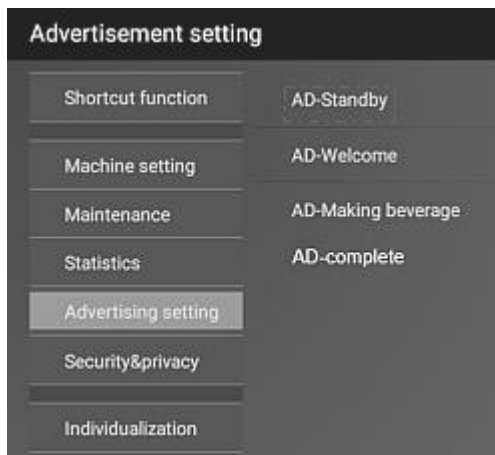 Advertisement setting
Shortcut function
Machine setting
Maintenance
Statistics
Advertising setting
Security&privacy
Individualization
AD-Standby
AD-Welcome
AD-Making beverage
AD-complete